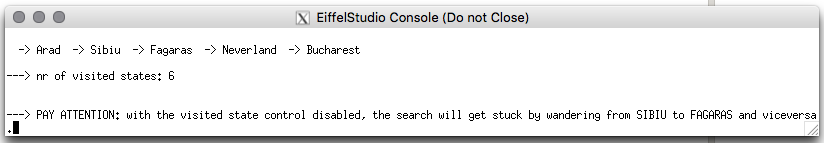 EiffelStudio Console (Do not Close)
-> Arad -> Sibiu -> Fagaras -> Neverland -> Bucharest
---> nr of visited states: 6
---> PAY ATTENTION: with the visited state control disabled, the search will get stuck by wandering from SIBIU to FAGARAS and viceversa
.